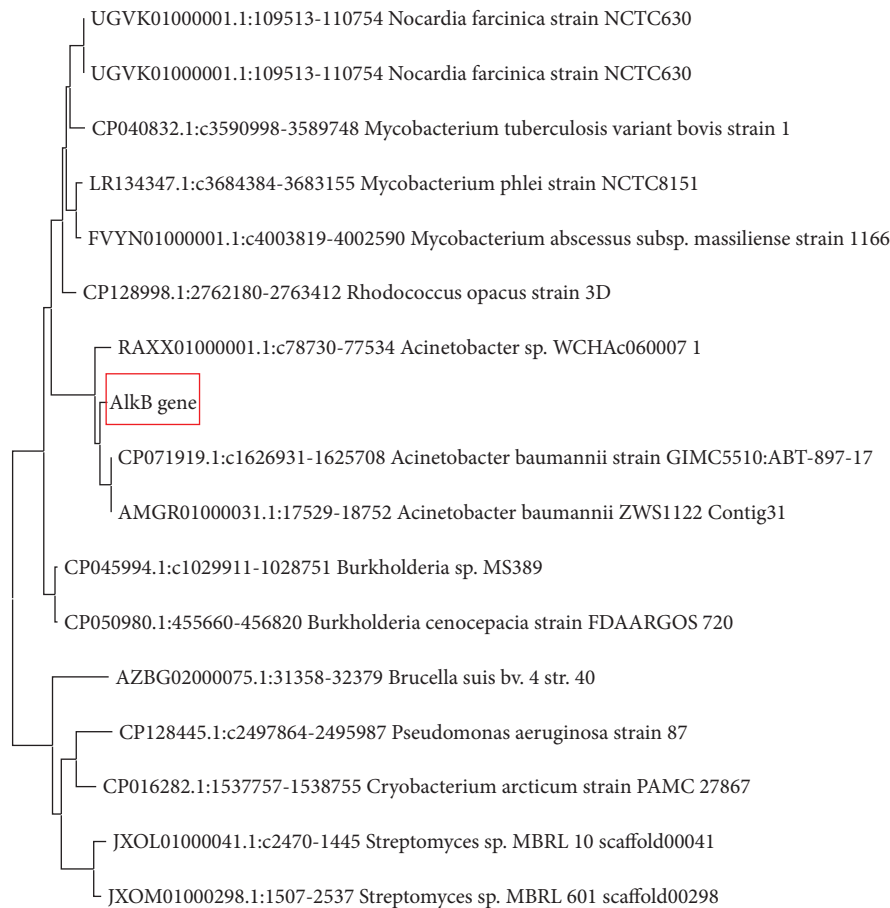 UGVK01000001.1:109513-110754 Nocardia farcinica strain NCTC630
UGVK01000001.1:109513-110754 Nocardia farcinica strain NCTC630
CP040832.1:c3590998-3589748 Mycobacterium tuberculosis variant bovis strain 1
LR134347.1:c3684384-3683155 Mycobacterium phlei strain NCTC8151
FVYN01000001.1:c4003819-4002590 Mycobacterium abscessus subsp. massiliense strain 1166
CP128998.1:2762180-2763412 Rhodococcus opacus strain 3D
RAXX01000001.1:c78730-77534 Acinetobacter sp. WCHAc060007 1
AlkB gene
CP071919.1:c1626931-1625708 Acinetobacter baumannii strain GIMC5510:ABT-897-17
AMGR01000031.1:17529-18752 Acinetobacter baumannii ZWS1122 Contig31
CP045994.1:c1029911-1028751 Burkholderia sp. MS389
CP050980.1:455660-456820 Burkholderia cenocepacia strain FDAARGOS 720
AZBG02000075.1:31358-32379 Brucella suis bv. 4 str. 40
CP128445.1:c2497864-2495987 Pseudomonas aeruginosa strain 87
CP016282.1:1537757-1538755 Cryobacterium arcticum strain PAMC 27867
JXOL01000041.1:c2470-1445 Streptomyces sp. MBRL 10 scaffold00041
JXOM01000298.1:1507-2537 Streptomyces sp. MBRL 601 scaffold00298